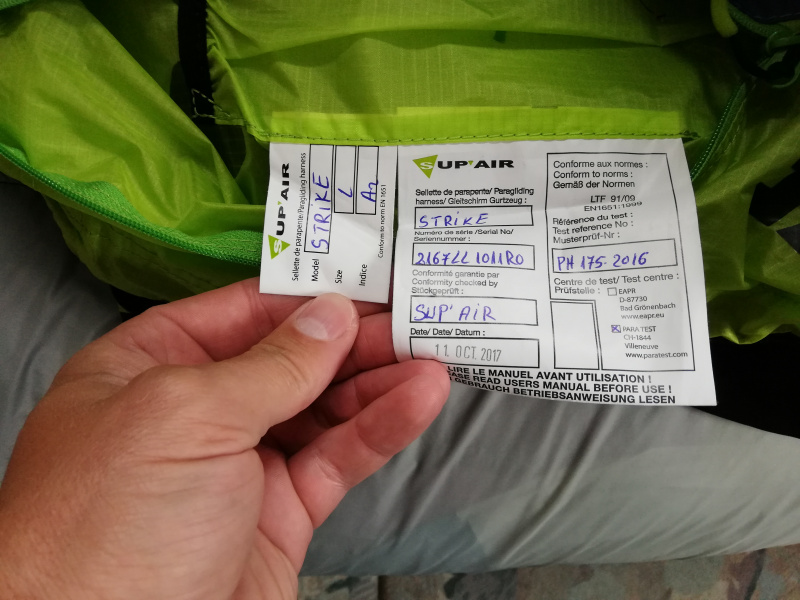 SUP'AIR
Sellette de parapente/Paragliding harness
Model STRIKE
Size L
Indice
Conform to norm EN 1651
SUP'AIR
Sellette de parapente/ Paragliding
harness/ Gleitschirm Gurtzeug :
STRIKE
Numéro de série /Serial No/
Seriennummer :
2167LL1011RO
Conformité garantie par
Conformity checked by
Stückgeprüft :
SUP'AIR
Date/ Date/ Datum :
11 OCT. 2017
Conforme aux normes :
Conform to norms :
Gemäß der Normen
LTF 91/09
EN1651:1999
Référence du test :
Test reference No :
Musterprüf-Nr :
PH 175-2016
Centre de test/ Test centre :
Prüfstelle :
EAPR
D-87730
Bad Grönenbach
www.eapr.eu
PARA TEST
CH-1844
Villeneuve
www.paratest.com
LIRE LE MANUEL AVANT UTILISATION !
READ USERS MANUAL BEFORE USE !
GEBRAUCH BETRIEBSANWEISUNG LESEN